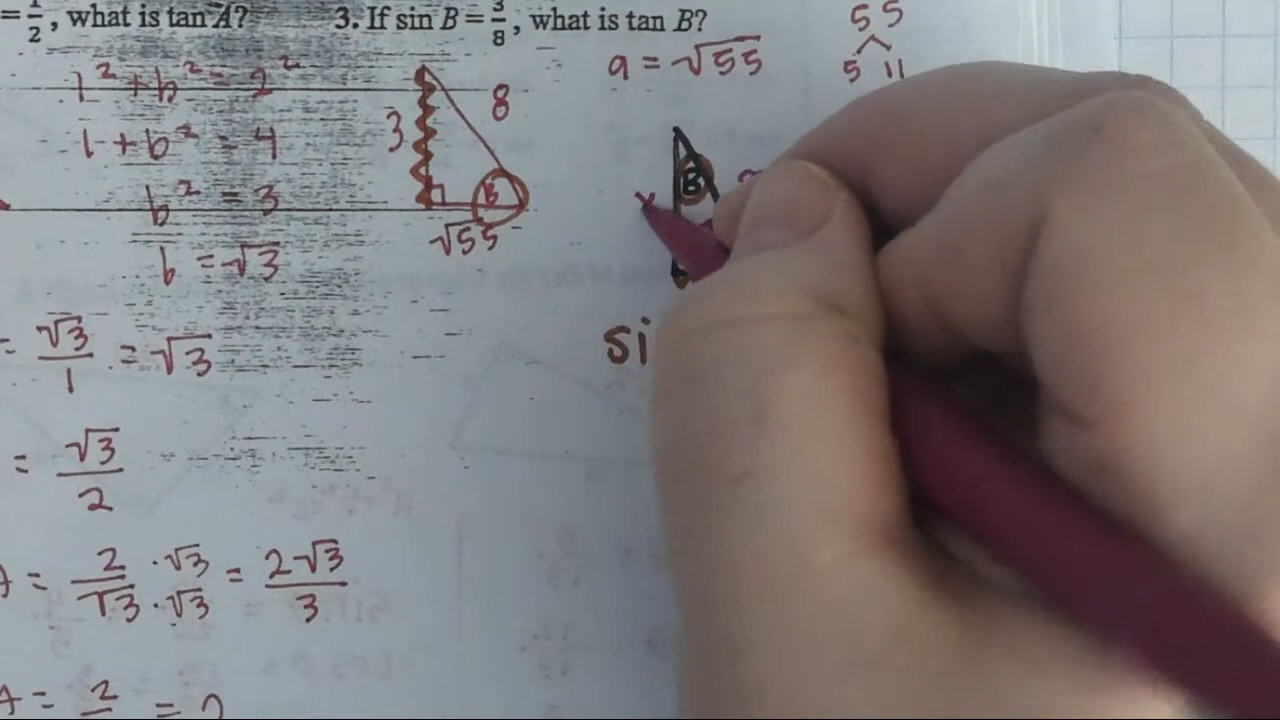 = 1/2, what is tan A?
3. If sin B = 3/8, what is tan B?
1² + b² = 2²
1 + b² = 4
b² = 3
b = √3
= √3/1 = √3
= √3/2
A = 2/√3 · √3/√3 = 2√3/3
A = 2
= 2
3
8
B
√55
a = √55
55
5 11
B
x
si